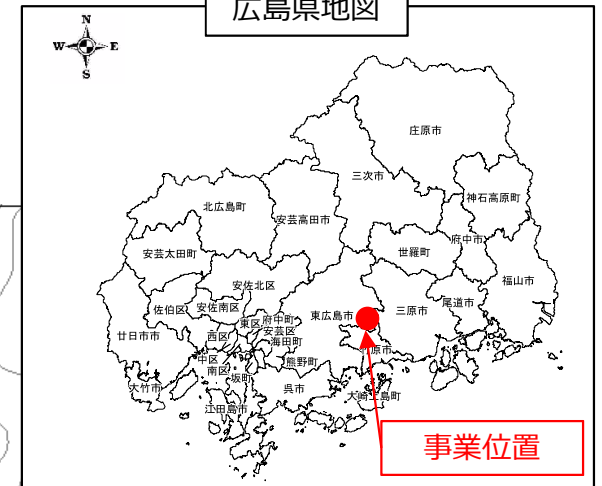 広島県地図
N
W E
S
庄原市
三次市
神石高原町
北広島町
安芸高田市
府中市
世羅町
安芸太田町
福山市
安佐北区
尾道市
佐伯区
安佐南区
東広島市
三原市
東区
府中町
安芸区
西区
海田町
廿日市市
中区
南区
熊野町
竹原市
坂町
大竹市
呉市
大崎上島町
江田島市
事業位置